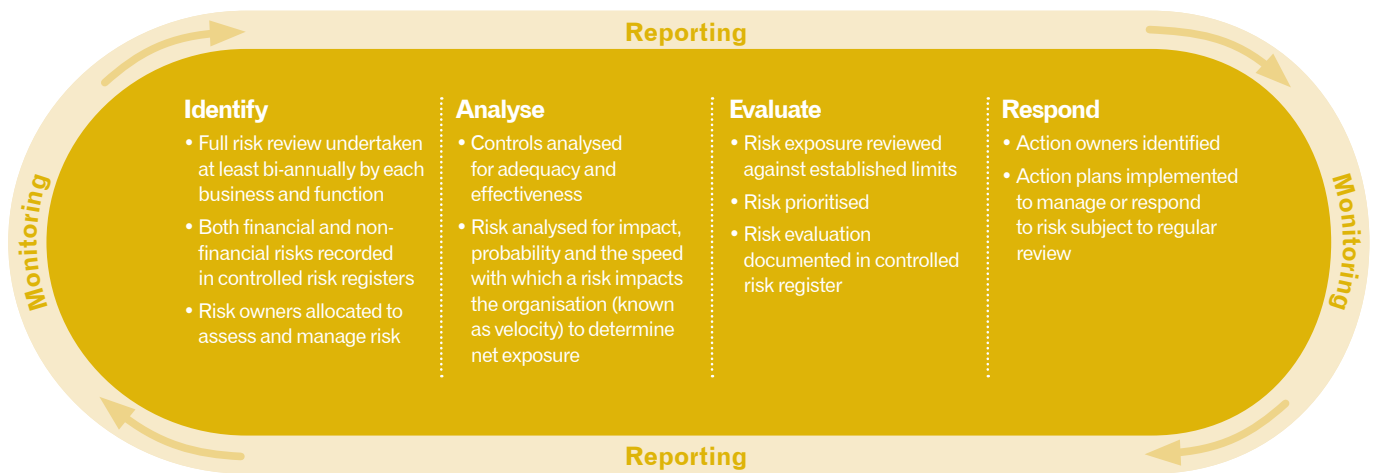 Reporting
Monitoring
Identify
• Full risk review undertaken
at least bi-annually by each
business and function
• Both financial and non-
financial risks recorded
in controlled risk registers
• Risk owners allocated to
assess and manage risk
Analyse
• Controls analysed
for adequacy and
effectiveness
• Risk analysed for impact,
probability and the speed
with which a risk impacts
the organisation (known
as velocity) to determine
net exposure
Evaluate
• Risk exposure reviewed
against established limits
• Risk prioritised
• Risk evaluation
documented in controlled
risk register
Respond
• Action owners identified
• Action plans implemented
to manage or respond
to risk subject to regular
review
Monitoring
Reporting